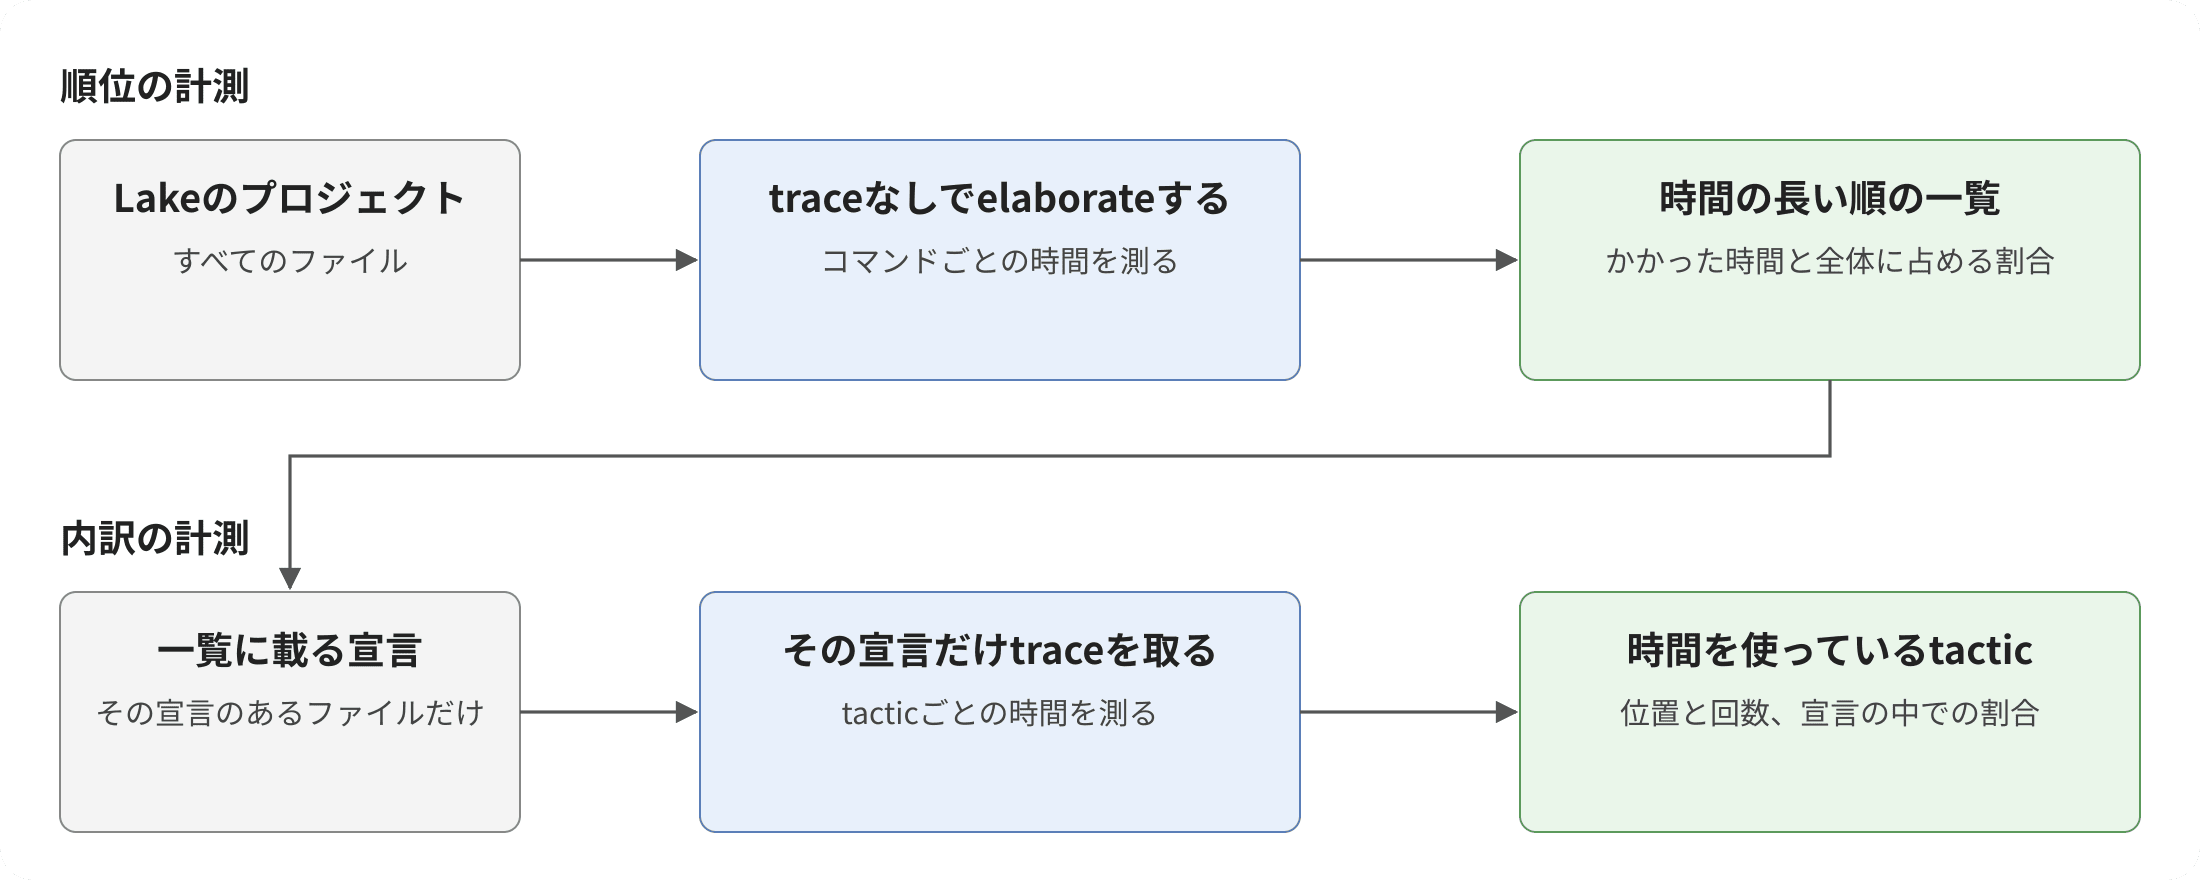 順位の計測
Lakeのプロジェクト
すべてのファイル
traceなしでelaborateする
コマンドごとの時間を測る
時間の長い順の一覧
かかった時間と全体に占める割合
内訳の計測
一覧に載る宣言
その宣言のあるファイルだけ
その宣言だけtraceを取る
tacticごとの時間を測る
時間を使っているtactic
位置と回数、宣言の中での割合